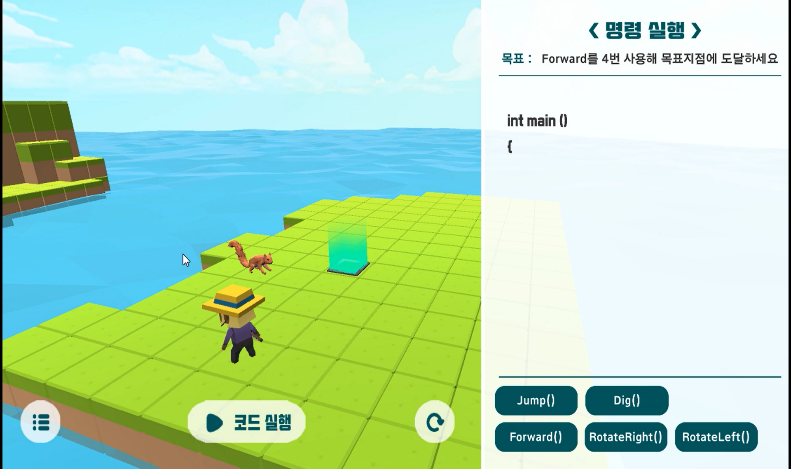 < 명령 실행 >
목표 : Forward를 4번 사용해 목표지점에 도달하세요
int main ()
{
Jump()
Dig()
Forward()
RotateRight()
RotateLeft()
코드 실행